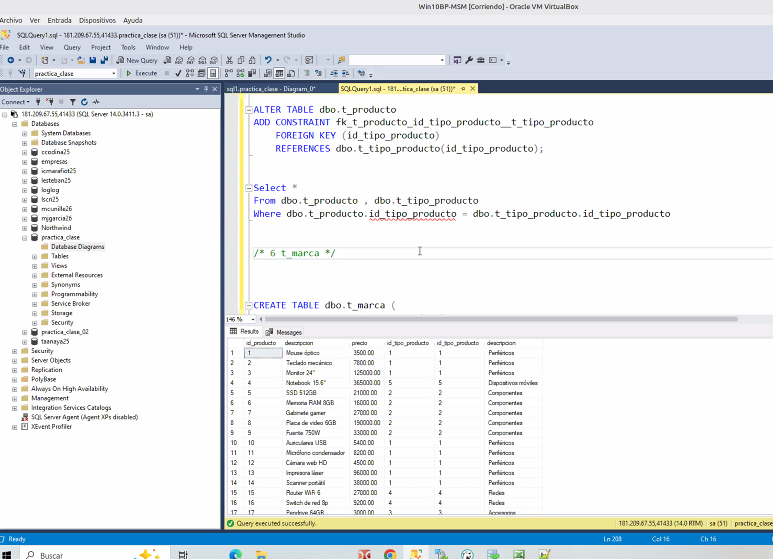 Win10BP-MSM [Corriendo] - Oracle VM VirtualBox
Archivo Ver Entrada Dispositivos Ayuda
SQLQuery1.sql - 181.209.67.55,41433.practica_clase (sa (51))* - Microsoft SQL Server Management Studio
File Edit View Query Project Tools Window Help
New Query
practica_clase Execute
Object Explorer
sql1.practica_clase - Diagram_0*
SQLQuery1.sql - 181....tica_clase (sa (51))*
Connect
181.209.67.55,41433 (SQL Server 14.0.3411.3 - sa)
Databases
System Databases
Database Snapshots
ccodina25
empresas
icmarafiot25
lesteban25
loglog
lscri25
mcunille26
mjgarcia26
Northwind
practica_clase
Database Diagrams
Tables
Views
External Resources
Synonyms
Programmability
Service Broker
Storage
Security
practica_clase_02
taanaya25
Security
Server Objects
Replication
PolyBase
Always On High Availability
Management
Integration Services Catalogs
SQL Server Agent (Agent XPs disabled)
XEvent Profiler
ALTER TABLE dbo.t_producto
ADD CONSTRAINT fk_t_producto_id_tipo_producto__t_tipo_producto
FOREIGN KEY (id_tipo_producto)
REFERENCES dbo.t_tipo_producto(id_tipo_producto);
Select *
From dbo.t_producto , dbo.t_tipo_producto
Where dbo.t_producto.id_tipo_producto = dbo.t_tipo_producto.id_tipo_producto
/* 6 t_marca */
CREATE TABLE dbo.t_marca (
146 %
Results Messages
id_producto descripcion precio id_tipo_producto id_tipo_producto descripcion
1 1 Mouse óptico 3500.00 1 1 Periféricos
2 2 Teclado mecánico 7800.00 1 1 Periféricos
3 3 Monitor 24" 125000.00 1 1 Periféricos
4 4 Notebook 15.6" 365000.00 5 5 Dispositivos móviles
5 5 SSD 512GB 21000.00 2 2 Componentes
6 6 Memoria RAM 8GB 16000.00 2 2 Componentes
7 7 Gabinete gamer 27000.00 2 2 Componentes
8 8 Placa de video 6GB 190000.00 2 2 Componentes
9 9 Fuente 750W 33000.00 2 2 Componentes
10 10 Auriculares USB 5400.00 1 1 Periféricos
11 11 Micrófono condensador 8200.00 1 1 Periféricos
12 12 Cámara web HD 4500.00 1 1 Periféricos
13 13 Impresora láser 96000.00 1 1 Periféricos
14 14 Scanner portátil 38000.00 1 1 Periféricos
15 15 Router WiFi 6 27000.00 4 4 Redes
16 16 Switch de red 8p 9200.00 4 4 Redes
17 17 Pendrive 64GB 3000.00 3 3 Accesorios
Query executed successfully. 181.209.67.55,41433 (14.0 RTM) sa (51) practica_clase
Ready Ln 208 Col 16 Ch 16
Buscar